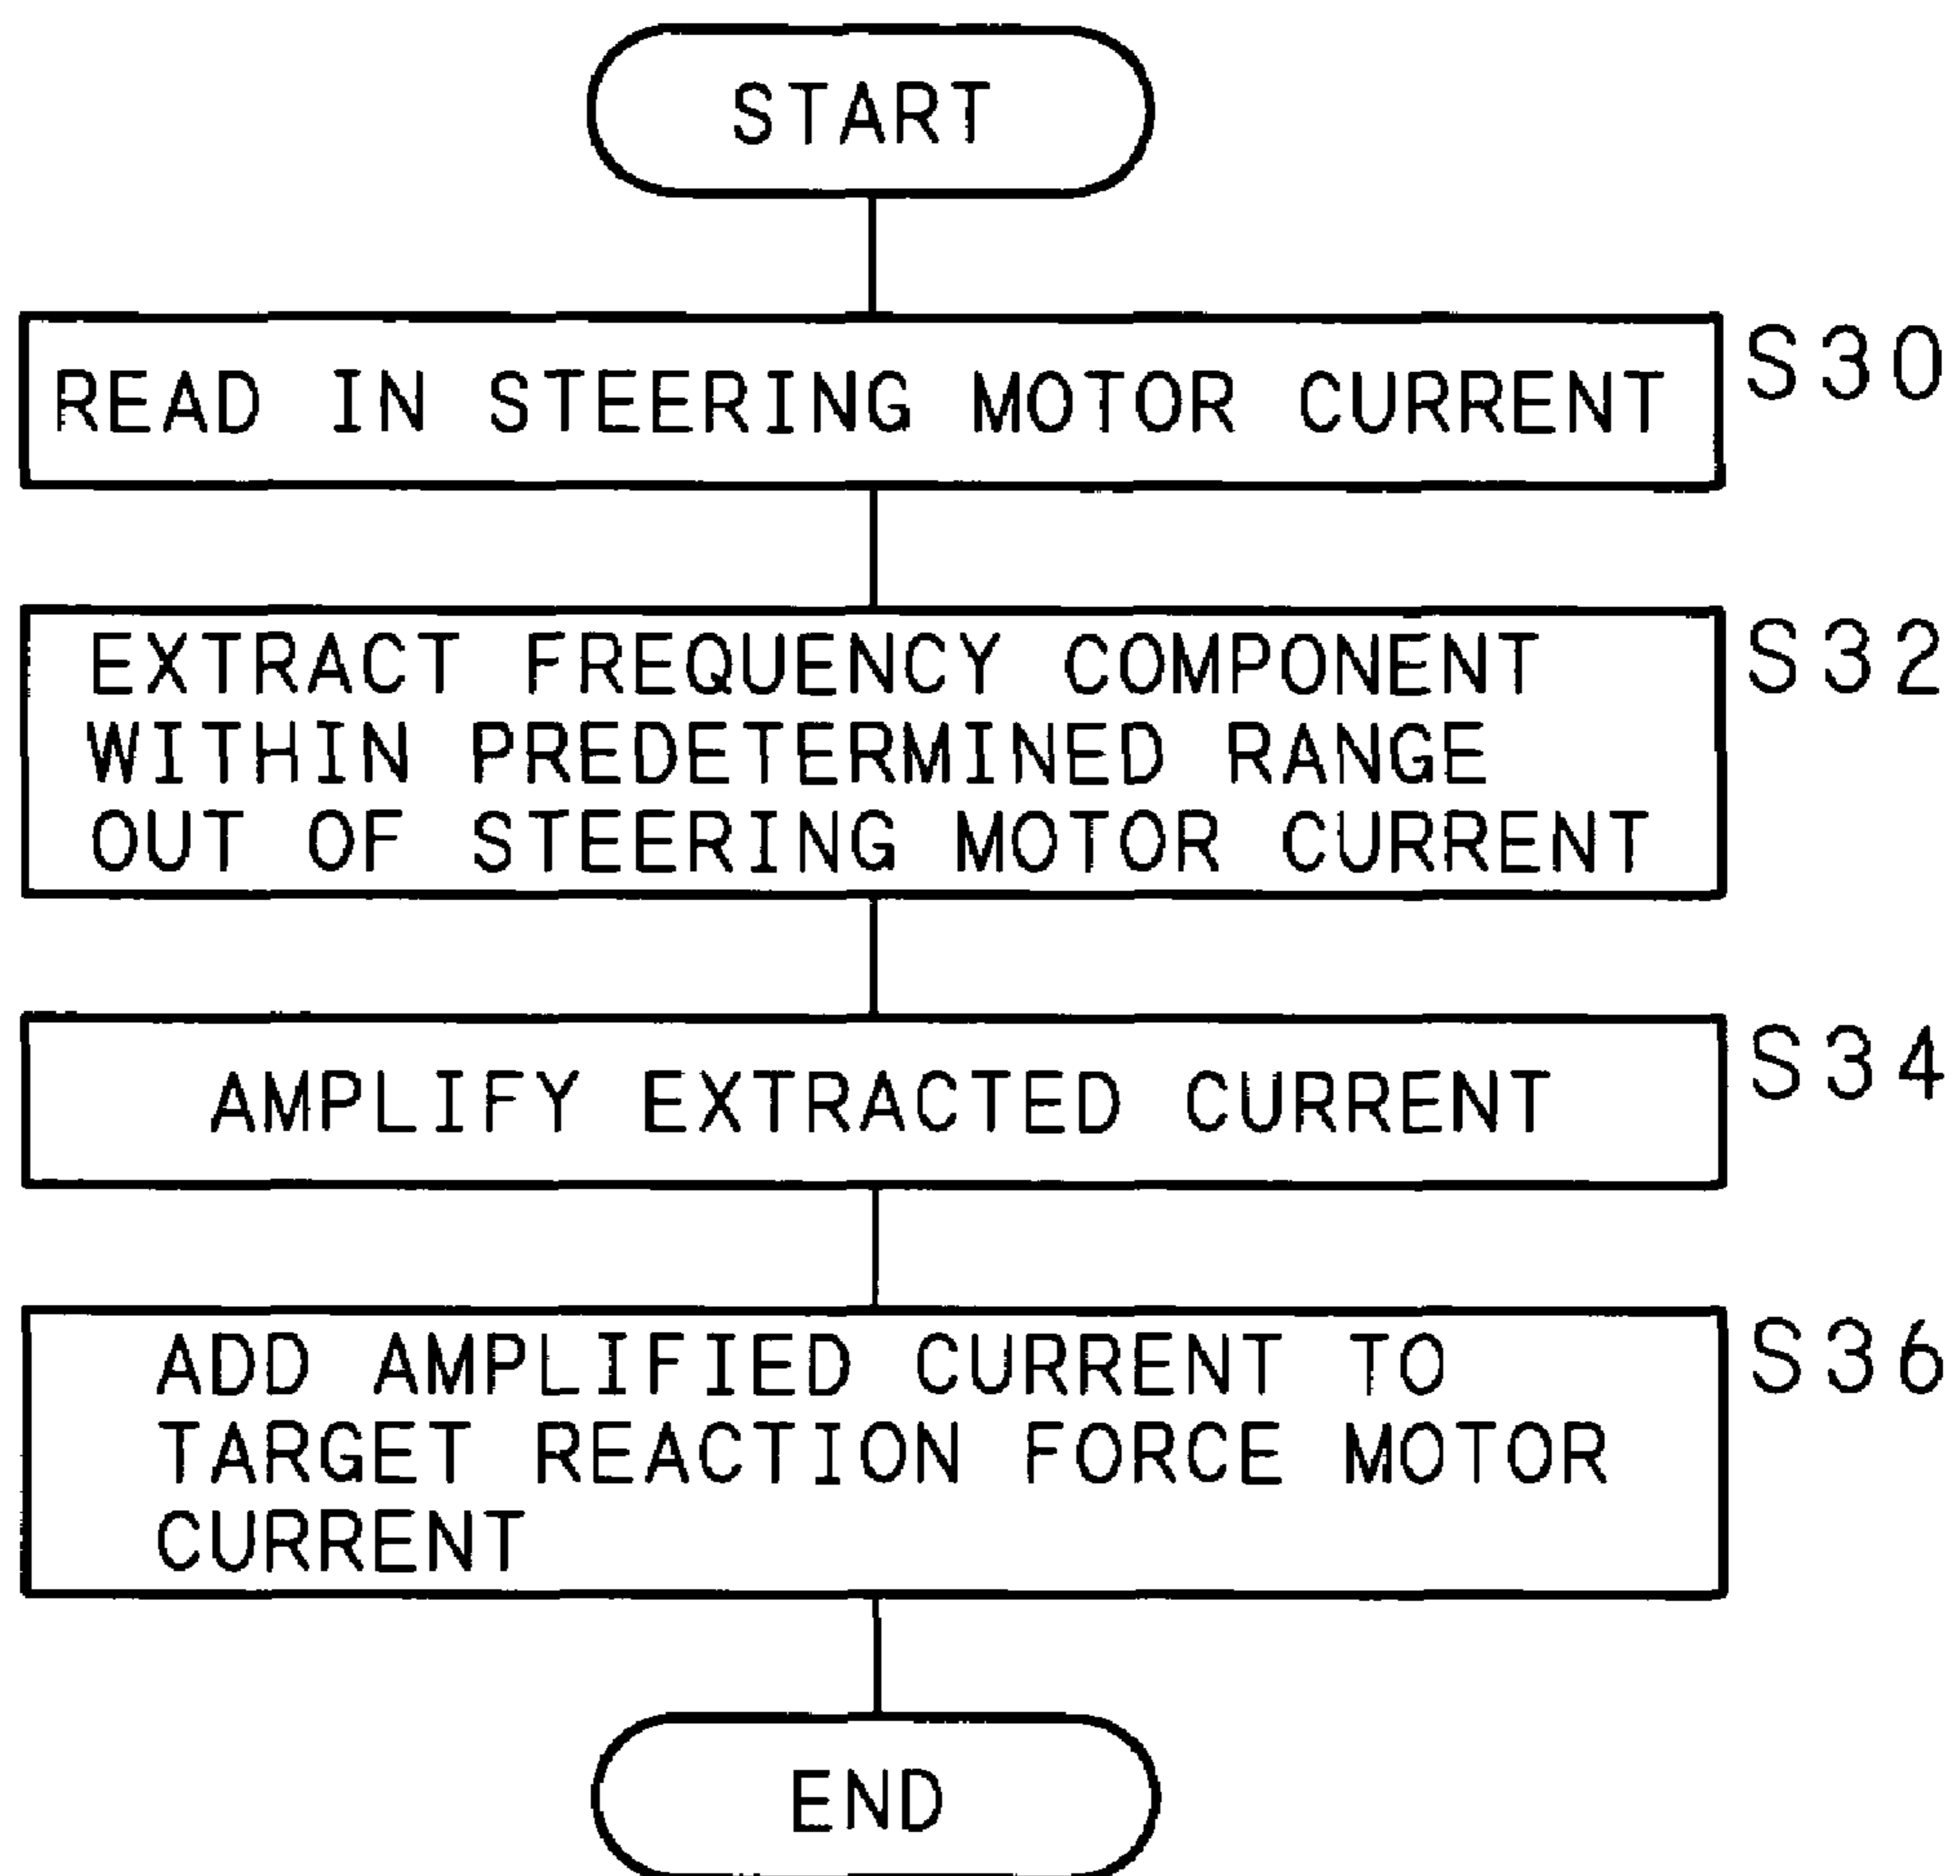 START
READ IN STEERING MOTOR CURRENT
S30
EXTRACT FREQUENCY COMPONENT
WITHIN PREDETERMINED RANGE
OUT OF STEERING MOTOR CURRENT
S32
AMPLIFY EXTRACTED CURRENT
S34
ADD AMPLIFIED CURRENT TO
TARGET REACTION FORCE MOTOR
CURRENT
S36
END